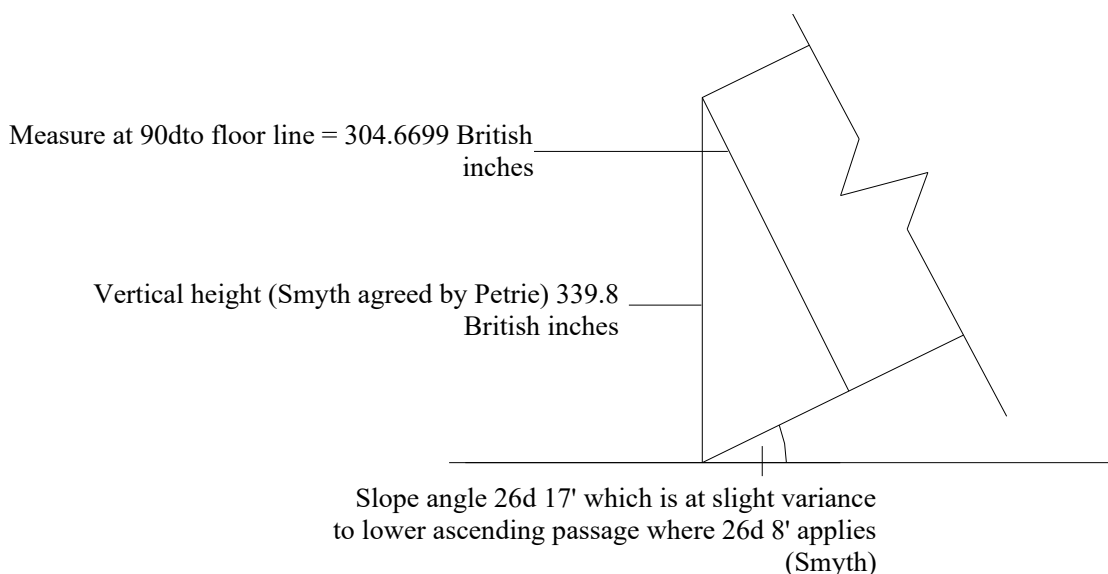 Measure at 90dto floor line = 304.6699 British
inches
Vertical height (Smyth agreed by Petrie) 339.8
British inches
Slope angle 26d 17' which is at slight variance
to lower ascending passage where 26d 8' applies
(Smyth)